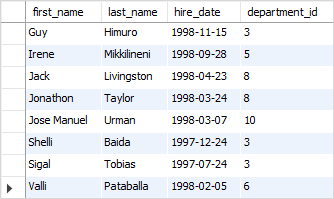 first_name last_name hire_date department_id
Guy Himuro 1998-11-15 3
Irene Mikkilineni 1998-09-28 5
Jack Livingston 1998-04-23 8
Jonathon Taylor 1998-03-24 8
Jose Manuel Urman 1998-03-07 10
Shelli Baida 1997-12-24 3
Sigal Tobias 1997-07-24 3
Valli Pataballa 1998-02-05 6